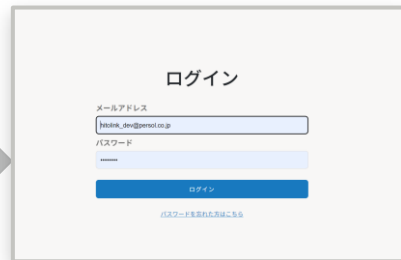 ログイン
メールアドレス
hitolink_dev@persol.co.jp
パスワード
••••••••
ログイン
パスワードを忘れた方はこちら